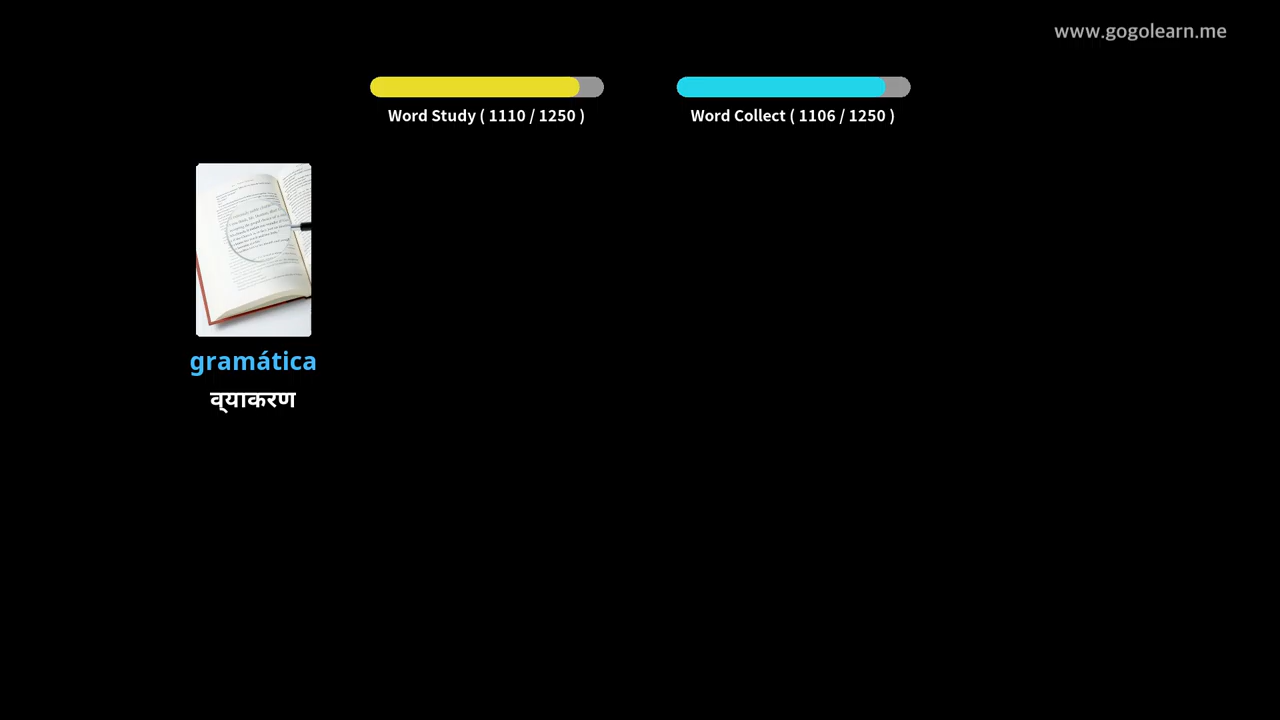 www.gogolearn.me
Word Study ( 1110 / 1250 )
Word Collect ( 1106 / 1250 )
gramática
व्याकरण